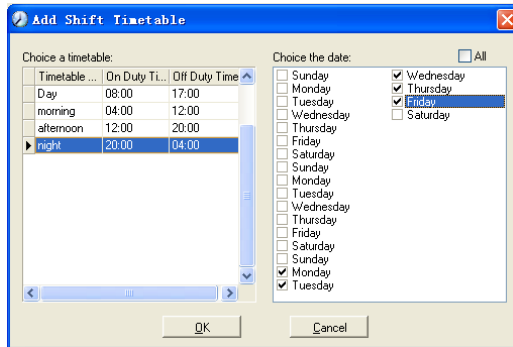 Add Shift Timetable
Choice a timetable:
Timetable ... On Duty Ti... Off Duty Time
Day 08:00 17:00
morning 04:00 12:00
afternoon 12:00 20:00
night 20:00 04:00
Choice the date:
All
Sunday
Monday
Tuesday
Wednesday
Thursday
Friday
Saturday
Sunday
Monday
Tuesday
Wednesday
Thursday
Friday
Saturday
Sunday
Monday
Tuesday
Wednesday
Thursday
Friday
Saturday
OK
Cancel